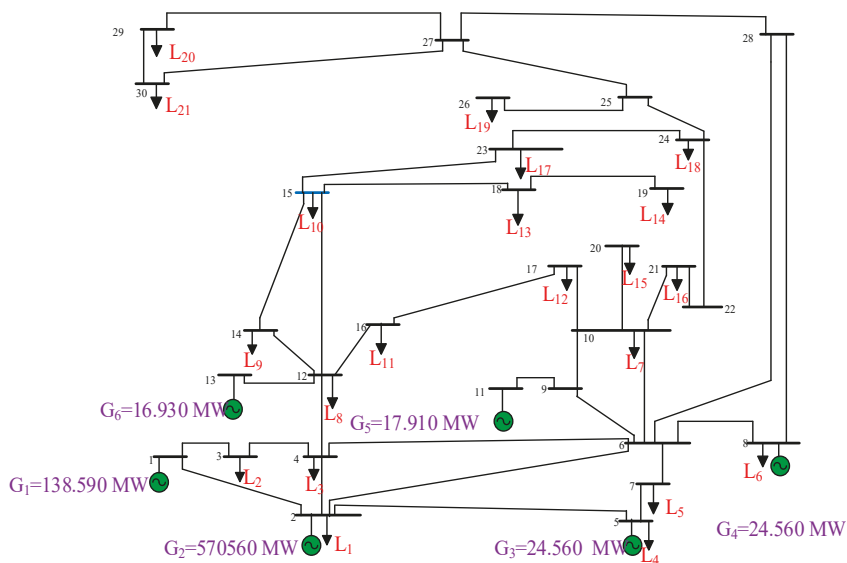 29
27
28
L₂₀
30
L₂₁
26
25
L₁₉
24
23
L₁₇
L₁₈
15
18
19
L₁₀
L₁₃
L₁₄
20
17
21
L₁₂
L₁₅
L₁₆
22
14
16
10
L₉
L₁₁
L₇
13
12
11
9
G₆=16.930 MW
L₈
G₅=17.910 MW
1
3
4
6
8
G₁=138.590 MW
L₂
L₃
L₆
7
L₅
2
5
G₂=570560 MW
L₁
G₃=24.560 MW
L₄
G₄=24.560 MW